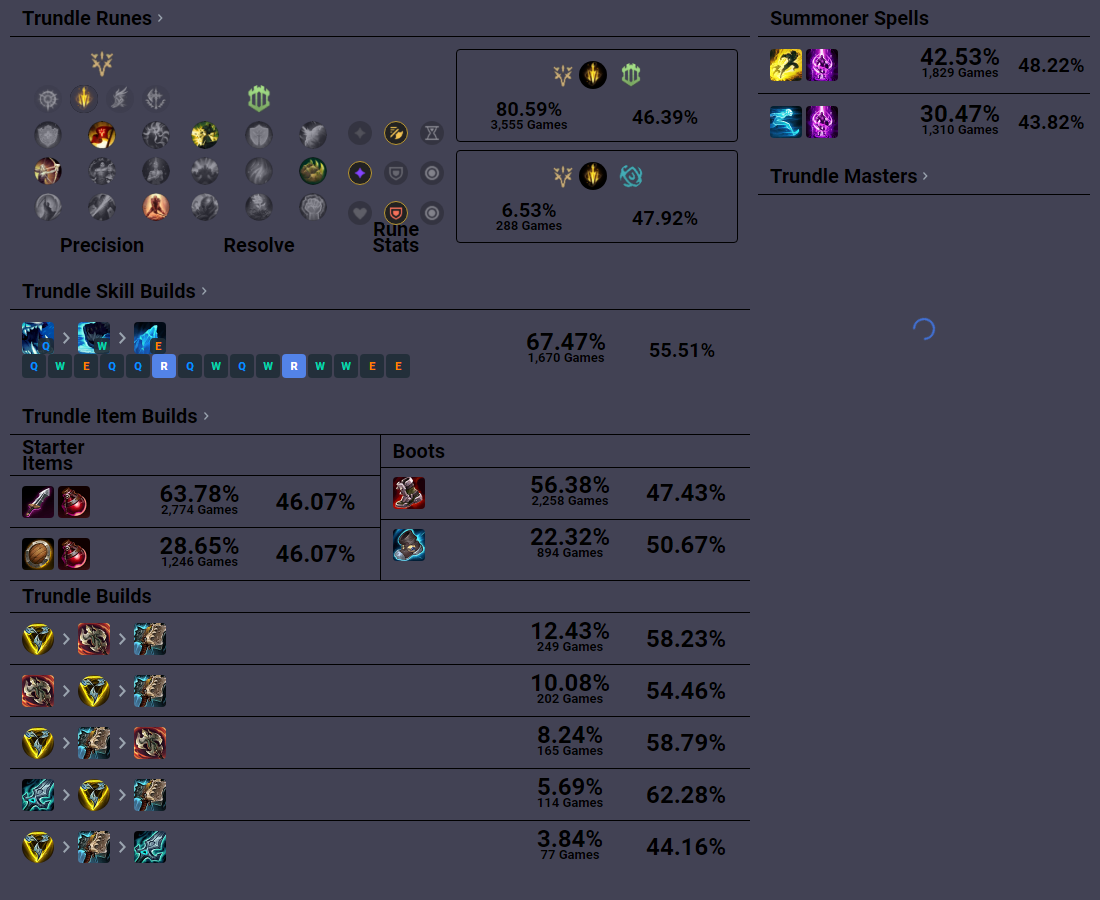 Trundle Runes
80.59%
3,555 Games
46.39%
6.53%
288 Games
47.92%
Precision
Resolve
Rune
Stats
Summoner Spells
42.53%
1,829 Games
48.22%
30.47%
1,310 Games
43.82%
Trundle Masters
Trundle Skill Builds
Q
W
E
67.47%
1,670 Games
55.51%
Q W E Q Q R Q W Q W R W W E E
Trundle Item Builds
Starter
Items
63.78%
2,774 Games
46.07%
28.65%
1,246 Games
46.07%
Boots
56.38%
2,258 Games
47.43%
22.32%
894 Games
50.67%
Trundle Builds
12.43%
249 Games
58.23%
10.08%
202 Games
54.46%
8.24%
165 Games
58.79%
5.69%
114 Games
62.28%
3.84%
77 Games
44.16%